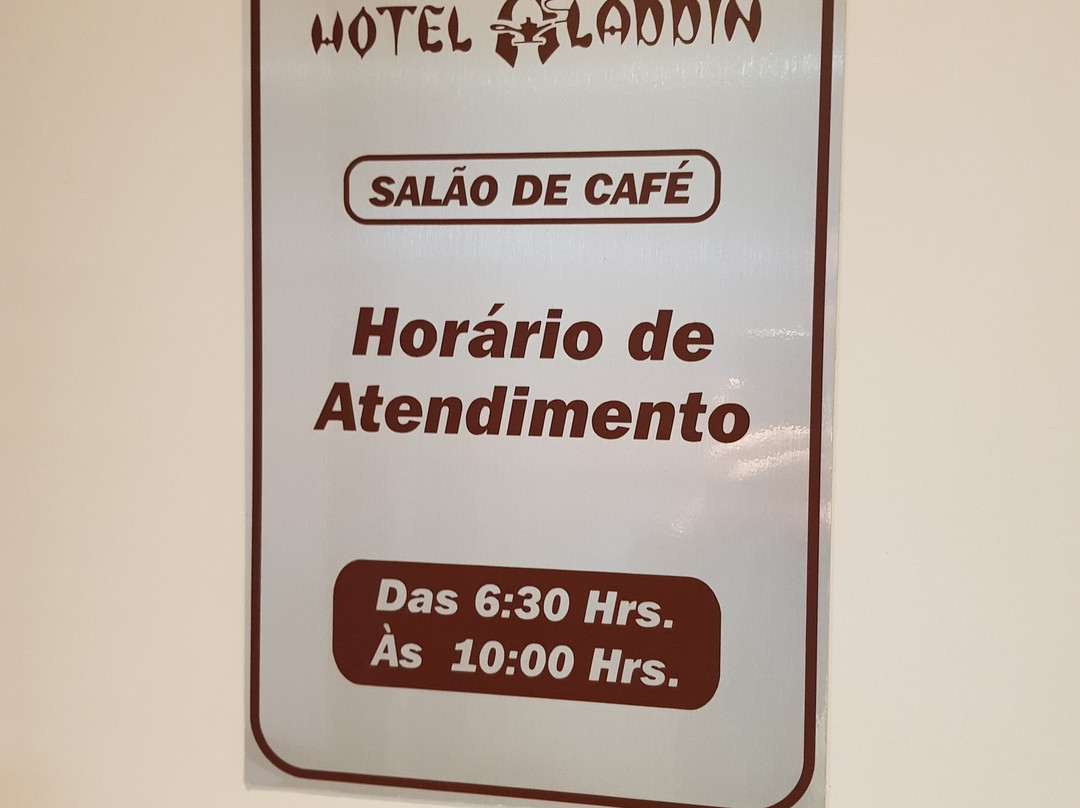 HOTEL ALADDIN
SALÃO DE CAFÉ
Horário de
Atendimento
Das 6:30 Hrs.
Às 10:00 Hrs.